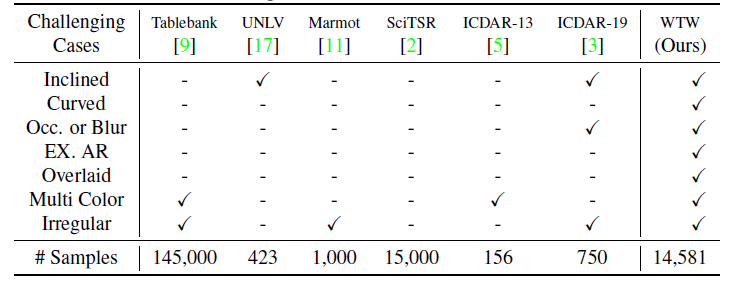 Challenging Cases Tablebank [9] UNLV [17] Marmot [11] SciTSR [2] ICDAR-13 [5] ICDAR-19 [3] WTW (Ours)
Inclined - ✓ - - - ✓ ✓
Curved - - - - - - ✓
Occ. or Blur - - - - - ✓ ✓
EX. AR - - - - - - ✓
Overlaid - - - - - - ✓
Multi Color ✓ - - - ✓ - ✓
Irregular ✓ - ✓ - - ✓ ✓
# Samples 145,000 423 1,000 15,000 156 750 14,581